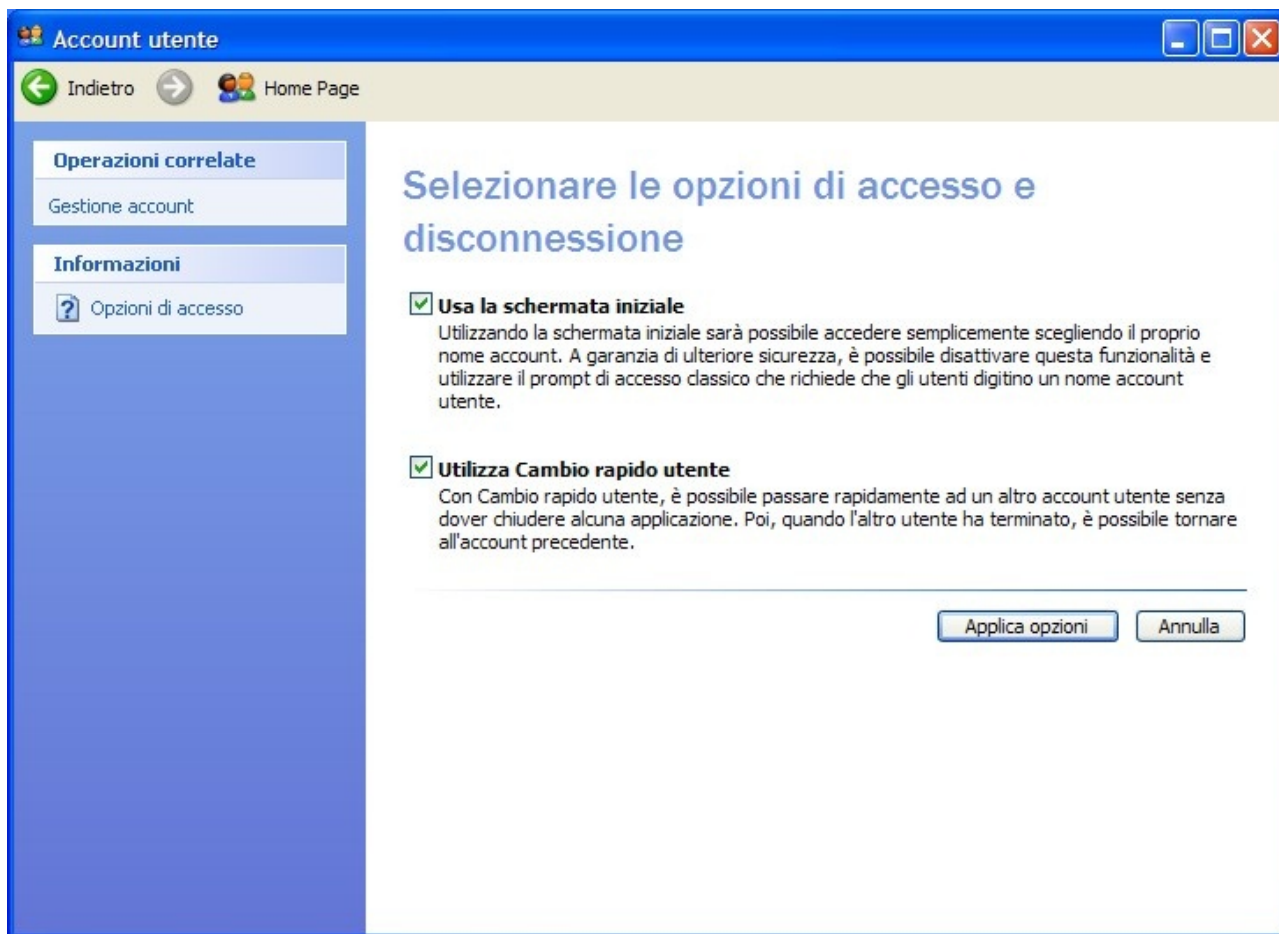 Account utente
Indietro
Home Page
Operazioni correlate
Gestione account
Informazioni
Opzioni di accesso
Selezionare le opzioni di accesso e
disconnessione
Usa la schermata iniziale
Utilizzando la schermata iniziale sarà possibile accedere semplicemente scegliendo il proprio
nome account. A garanzia di ulteriore sicurezza, è possibile disattivare questa funzionalità e
utilizzare il prompt di accesso classico che richiede che gli utenti digitino un nome account
utente.
Utilizza Cambio rapido utente
Con Cambio rapido utente, è possibile passare rapidamente ad un altro account utente senza
dover chiudere alcuna applicazione. Poi, quando l'altro utente ha terminato, è possibile tornare
all'account precedente.
Applica opzioni
Annulla